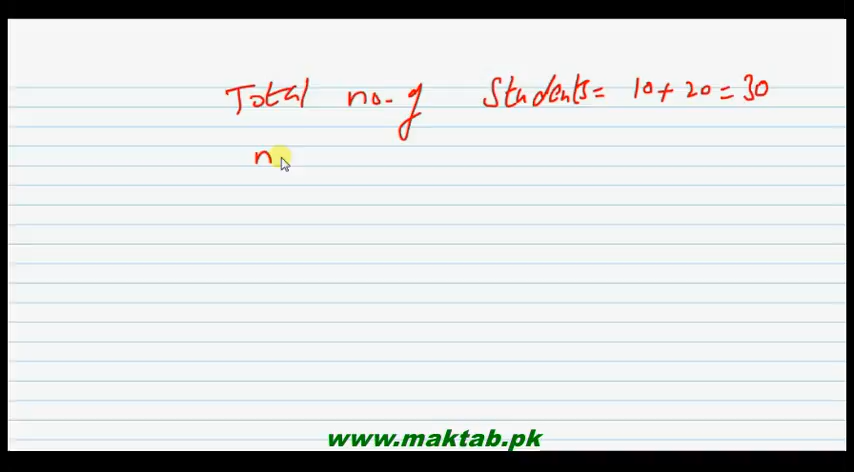 Total no. of Students = 10 + 20 = 30
n
www.maktab.pk